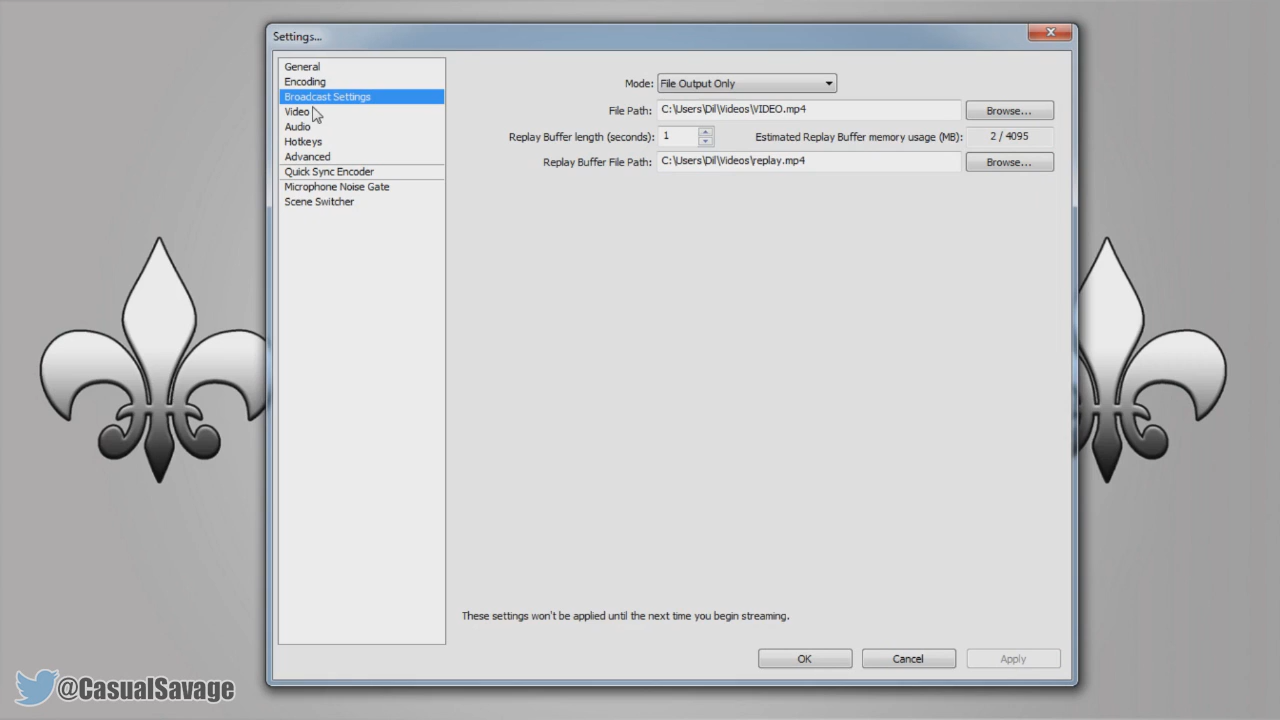 Settings...
General
Encoding
Broadcast Settings
Video
Audio
Hotkeys
Advanced
Quick Sync Encoder
Microphone Noise Gate
Scene Switcher
Mode: File Output Only
File Path: C:\Users\Dil\Videos\VIDEO.mp4 Browse...
Replay Buffer length (seconds): 1 Estimated Replay Buffer memory usage (MB): 2 / 4095
Replay Buffer File Path: C:\Users\Dil\Videos\replay.mp4 Browse...
These settings won't be applied until the next time you begin streaming.
OK Cancel Apply
@CasualSavage